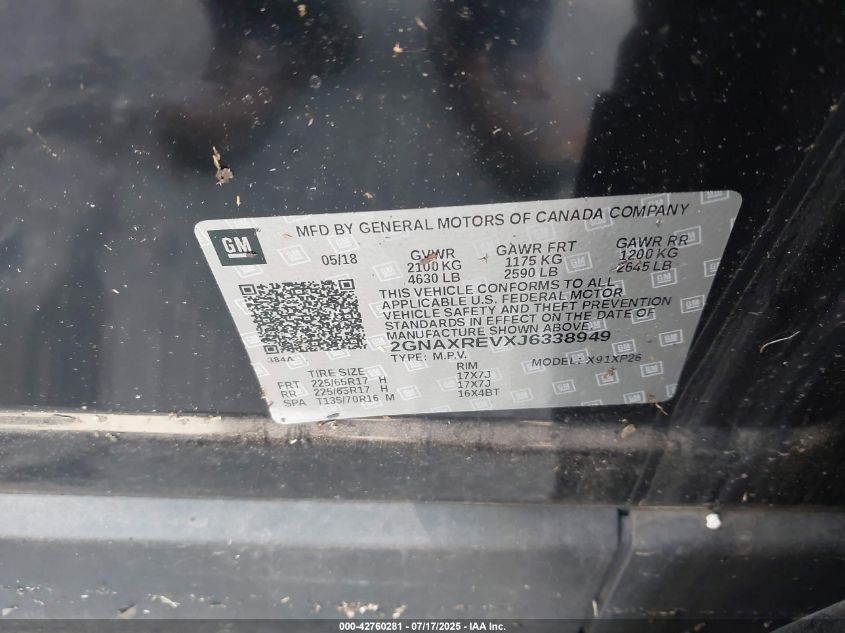 MFD BY GENERAL MOTORS OF CANADA COMPANY
GM
05/18
GVWR GAWR FRT GAWR RR
2100 KG 1175 KG 1200 KG
4630 LB 2590 LB 2645 LB
THIS VEHICLE CONFORMS TO ALL
APPLICABLE U.S. FEDERAL MOTOR
VEHICLE SAFETY AND THEFT PREVENTION
STANDARDS IN EFFECT ON THE DATE OF
MANUFACTURE SHOWN ABOVE.
2GNAXREVXJ6338949
384A
TYPE: M.P.V. MODEL: X91XP26
TIRE SIZE RIM
FRT 225/65R17 H 17X7J
RR 225/65R17 H 17X7J
SPA T135/70R16 M 16X4BT
000-42760281 - 07/17/2025 - IAA Inc.